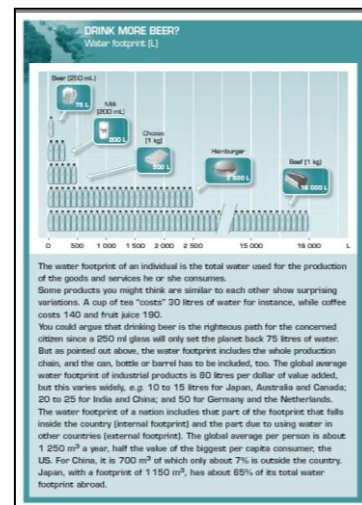 DRINK MORE BEER?
Water footprint (L)
Beer (250 mL)
75 L
Milk
(200 mL)
200 L
Cheese
(1 kg)
500 L
Hamburger
2 500 L
Beef (1 kg)
16 000 L
0 500 1 000 1 500 2 000 2 500 15 000 16 000 L
The water footprint of an individual is the total water used for the production
of the goods and services he or she consumes.
Some products you might think are similar to each other show surprising
variations. A cup of tea "costs" 30 litres of water for instance, while coffee
costs 140 and fruit juice 190.
You could argue that drinking beer is the righteous path for the concerned
citizen since a 250 ml glass will only set the planet back 75 litres of water.
But as pointed out above, the water footprint includes the whole production
chain, and the can, bottle or barrel has to be included, too. The global average
water footprint of industrial products is 80 litres per dollar of value added,
but this varies widely, e.g. 10 to 15 litres for Japan, Australia and Canada;
20 to 25 for India and China; and 50 for Germany and the Netherlands.
The water footprint of a nation includes that part of the footprint that falls
inside the country (internal footprint) and the part due to using water in
other countries (external footprint). The global average per person is about
1 250 m³ a year, half the value of the biggest per capita consumer, the
US. For China, it is 700 m³ of which only about 7% is outside the country.
Japan, with a footprint of 1 150 m³, has about 65% of its total water
footprint abroad.